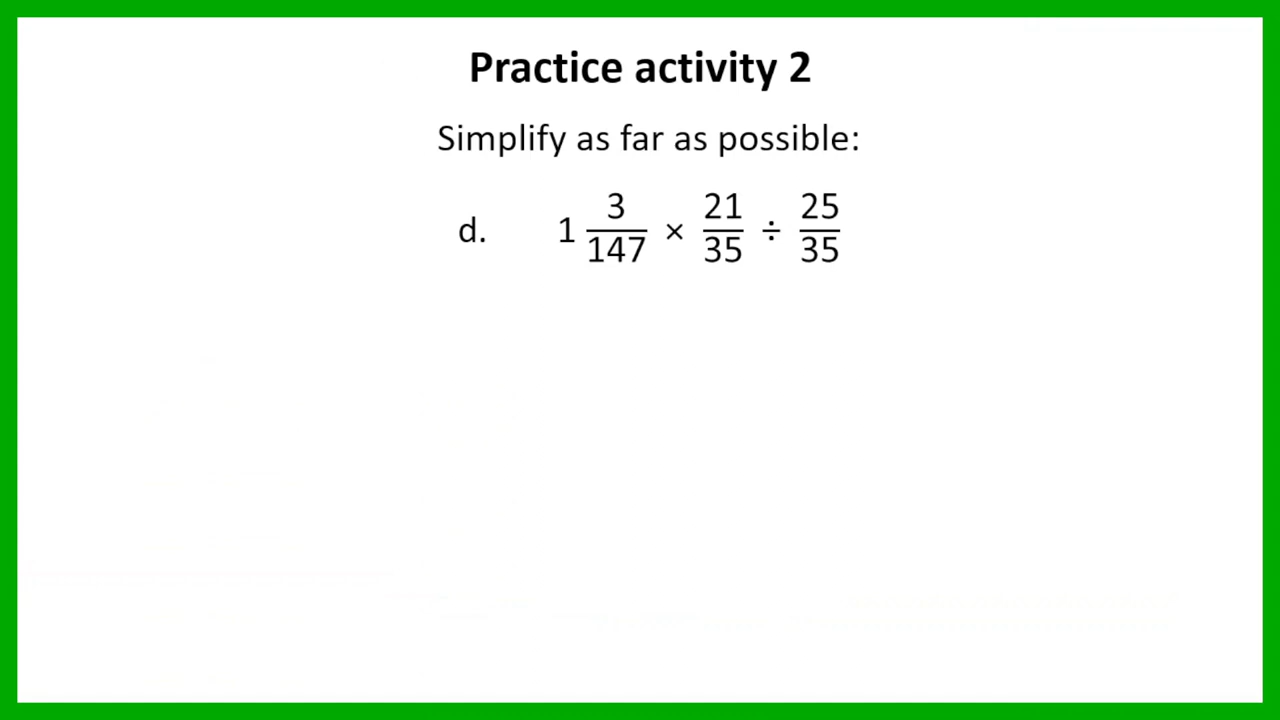 Practice activity 2
Simplify as far as possible:
d. 1 3/147 × 21/35 ÷ 25/35